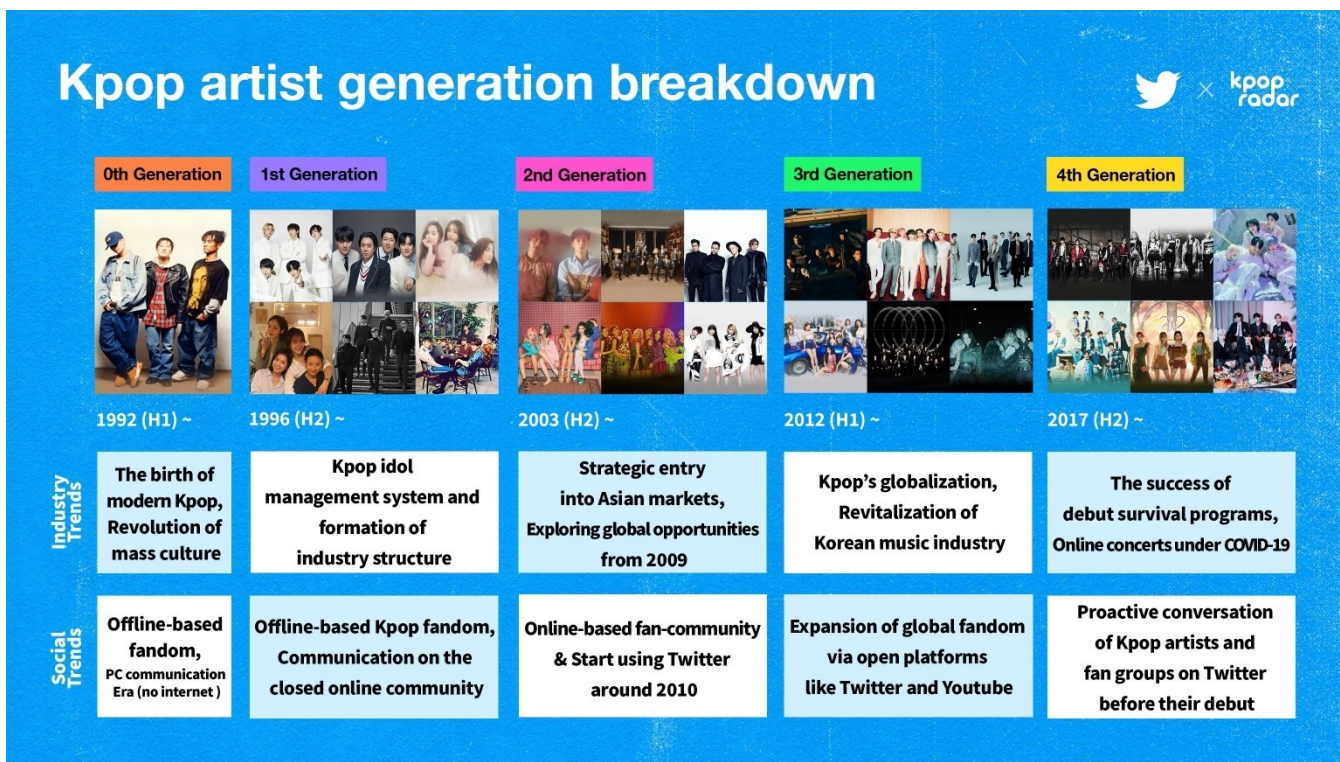 Kpop artist generation breakdown
×
kpop
radar
0th Generation
1st Generation
2nd Generation
3rd Generation
4th Generation
1992 (H1) ~
1996 (H2) ~
2003 (H2) ~
2012 (H1) ~
2017 (H2) ~
Industry
Trends
The birth of
modern Kpop,
Revolution of
mass culture
Kpop idol
management system and
formation of
industry structure
Strategic entry
into Asian markets,
Exploring global opportunities
from 2009
Kpop’s globalization,
Revitalization of
Korean music industry
The success of
debut survival programs,
Online concerts under COVID-19
Social
Trends
Offline-based
fandom,
PC communication
Era (no internet )
Offline-based Kpop fandom,
Communication on the
closed online community
Online-based fan-community
& Start using Twitter
around 2010
Expansion of global fandom
via open platforms
like Twitter and Youtube
Proactive conversation
of Kpop artists and
fan groups on Twitter
before their debut